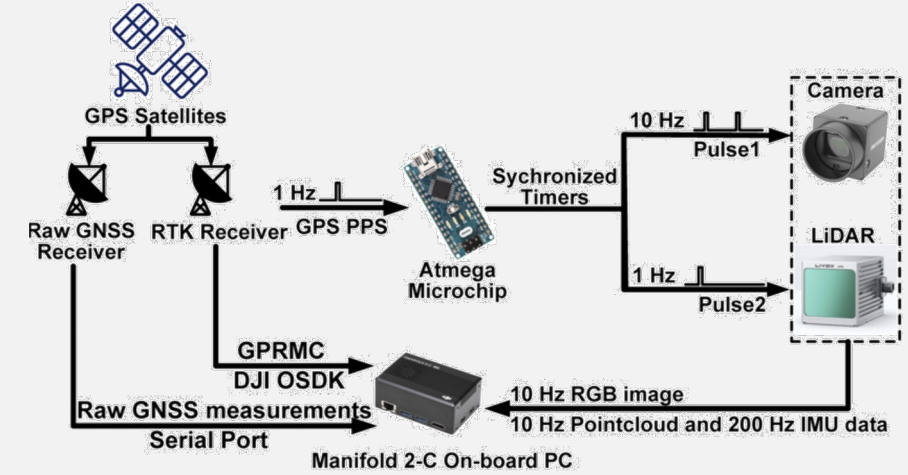 GPS Satellites
Raw GNSS
Receiver
RTK Receiver
1 Hz
GPS PPS
Atmega
Microchip
Sychronized
Timers
10 Hz
Pulse1
1 Hz
Pulse2
Camera
LiDAR
GPRMC
DJI OSDK
Raw GNSS measurements
Serial Port
10 Hz RGB image
10 Hz Pointcloud and 200 Hz IMU data
Manifold 2-C On-board PC